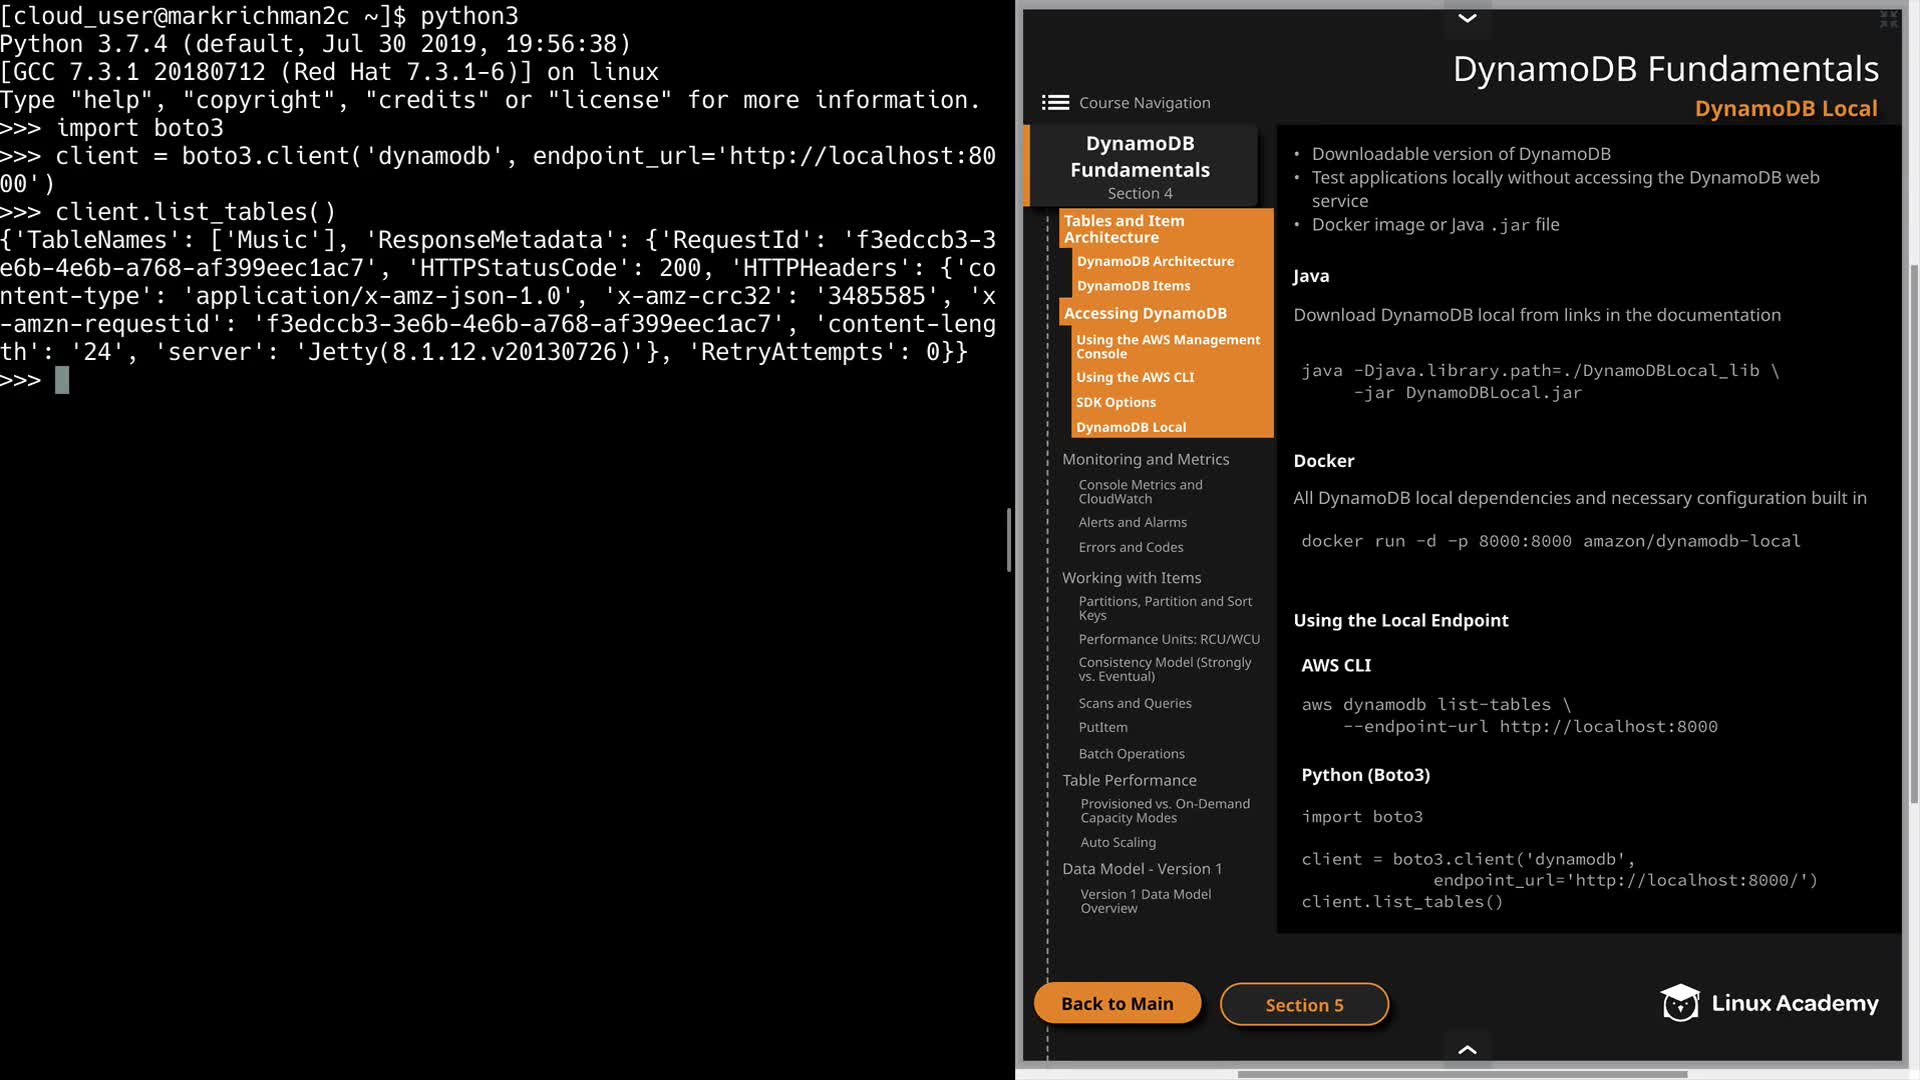 [cloud_user@markrichman2c ~]$ python3
Python 3.7.4 (default, Jul 30 2019, 19:56:38)
[GCC 7.3.1 20180712 (Red Hat 7.3.1-6)] on linux
Type "help", "copyright", "credits" or "license" for more information.
>>> import boto3
>>> client = boto3.client('dynamodb', endpoint_url='http://localhost:80
00')
>>> client.list_tables()
{'TableNames': ['Music'], 'ResponseMetadata': {'RequestId': 'f3edccb3-3
e6b-4e6b-a768-af399eec1ac7', 'HTTPStatusCode': 200, 'HTTPHeaders': {'co
ntent-type': 'application/x-amz-json-1.0', 'x-amz-crc32': '3485585', 'x
-amzn-requestid': 'f3edccb3-3e6b-4e6b-a768-af399eec1ac7', 'content-leng
th': '24', 'server': 'Jetty(8.1.12.v20130726)'}, 'RetryAttempts': 0}}
>>>
DynamoDB Fundamentals
DynamoDB Local
Course Navigation
DynamoDB
Fundamentals
Section 4
Tables and Item
Architecture
DynamoDB Architecture
DynamoDB Items
Accessing DynamoDB
Using the AWS Management
Console
Using the AWS CLI
SDK Options
DynamoDB Local
Monitoring and Metrics
Console Metrics and
CloudWatch
Alerts and Alarms
Errors and Codes
Working with Items
Partitions, Partition and Sort
Keys
Performance Units: RCU/WCU
Consistency Model (Strongly
vs. Eventual)
Scans and Queries
PutItem
Batch Operations
Table Performance
Provisioned vs. On-Demand
Capacity Modes
Auto Scaling
Data Model - Version 1
Version 1 Data Model
Overview
• Downloadable version of DynamoDB
• Test applications locally without accessing the DynamoDB web
service
• Docker image or Java .jar file
Java
Download DynamoDB local from links in the documentation
java -Djava.library.path=./DynamoDBLocal_lib \
-jar DynamoDBLocal.jar
Docker
All DynamoDB local dependencies and necessary configuration built in
docker run -d -p 8000:8000 amazon/dynamodb-local
Using the Local Endpoint
AWS CLI
aws dynamodb list-tables \
--endpoint-url http://localhost:8000
Python (Boto3)
import boto3
client = boto3.client('dynamodb',
endpoint_url='http://localhost:8000/')
client.list_tables()
Back to Main
Section 5
Linux Academy